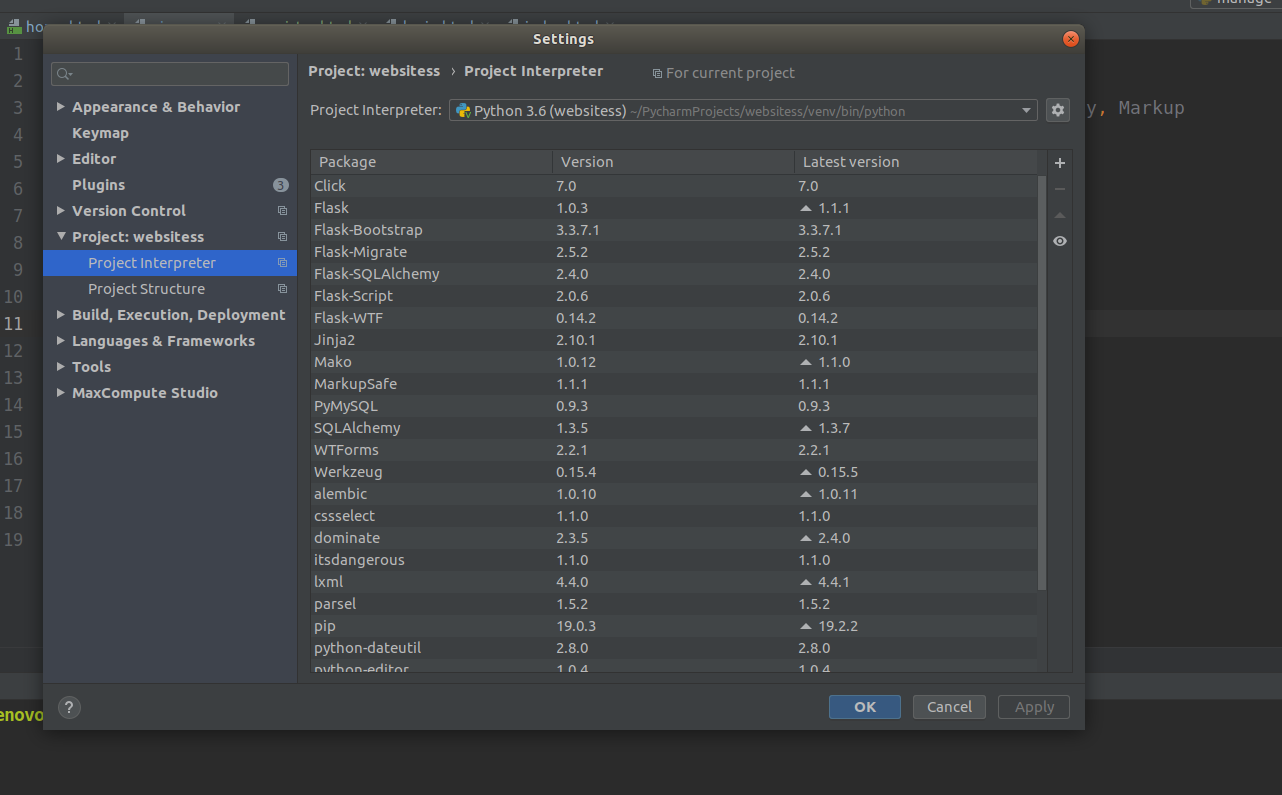 manage
ho
Settings
Project: websitess › Project Interpreter For current project
Project Interpreter: Python 3.6 (websitess) ~/PycharmProjects/websitess/venv/bin/python
Appearance & Behavior
Keymap
Editor
Plugins 3
Version Control
Project: websitess
Project Interpreter
Project Structure
Build, Execution, Deployment
Languages & Frameworks
Tools
MaxCompute Studio
Package Version Latest version
Click 7.0 7.0
Flask 1.0.3 1.1.1
Flask-Bootstrap 3.3.7.1 3.3.7.1
Flask-Migrate 2.5.2 2.5.2
Flask-SQLAlchemy 2.4.0 2.4.0
Flask-Script 2.0.6 2.0.6
Flask-WTF 0.14.2 0.14.2
Jinja2 2.10.1 2.10.1
Mako 1.0.12 1.1.0
MarkupSafe 1.1.1 1.1.1
PyMySQL 0.9.3 0.9.3
SQLAlchemy 1.3.5 1.3.7
WTForms 2.2.1 2.2.1
Werkzeug 0.15.4 0.15.5
alembic 1.0.10 1.0.11
cssselect 1.1.0 1.1.0
dominate 2.3.5 2.4.0
itsdangerous 1.1.0 1.1.0
lxml 4.4.0 4.4.1
parsel 1.5.2 1.5.2
pip 19.0.3 19.2.2
python-dateutil 2.8.0 2.8.0
python-editor 1.0.4 1.0.4
? OK Cancel Apply
1
2
3 y, Markup
4
5
6
7
8
9
10
11
12
13
14
15
16
17
18
19
enovo